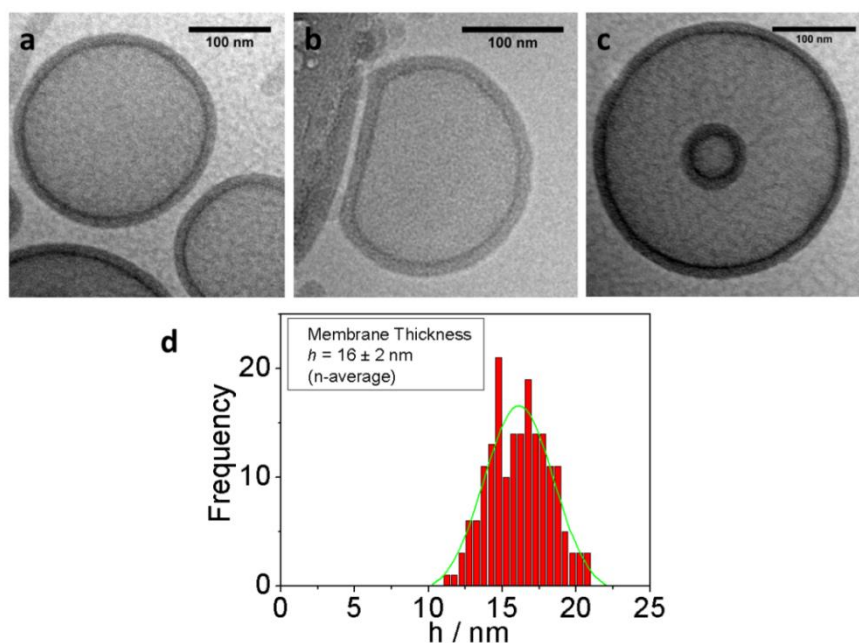 a
100 nm
b
100 nm
c
100 nm
d
Membrane Thickness
h = 16 ± 2 nm
(n-average)
Frequency
20
10
0
0 5 10 15 20 25
h / nm